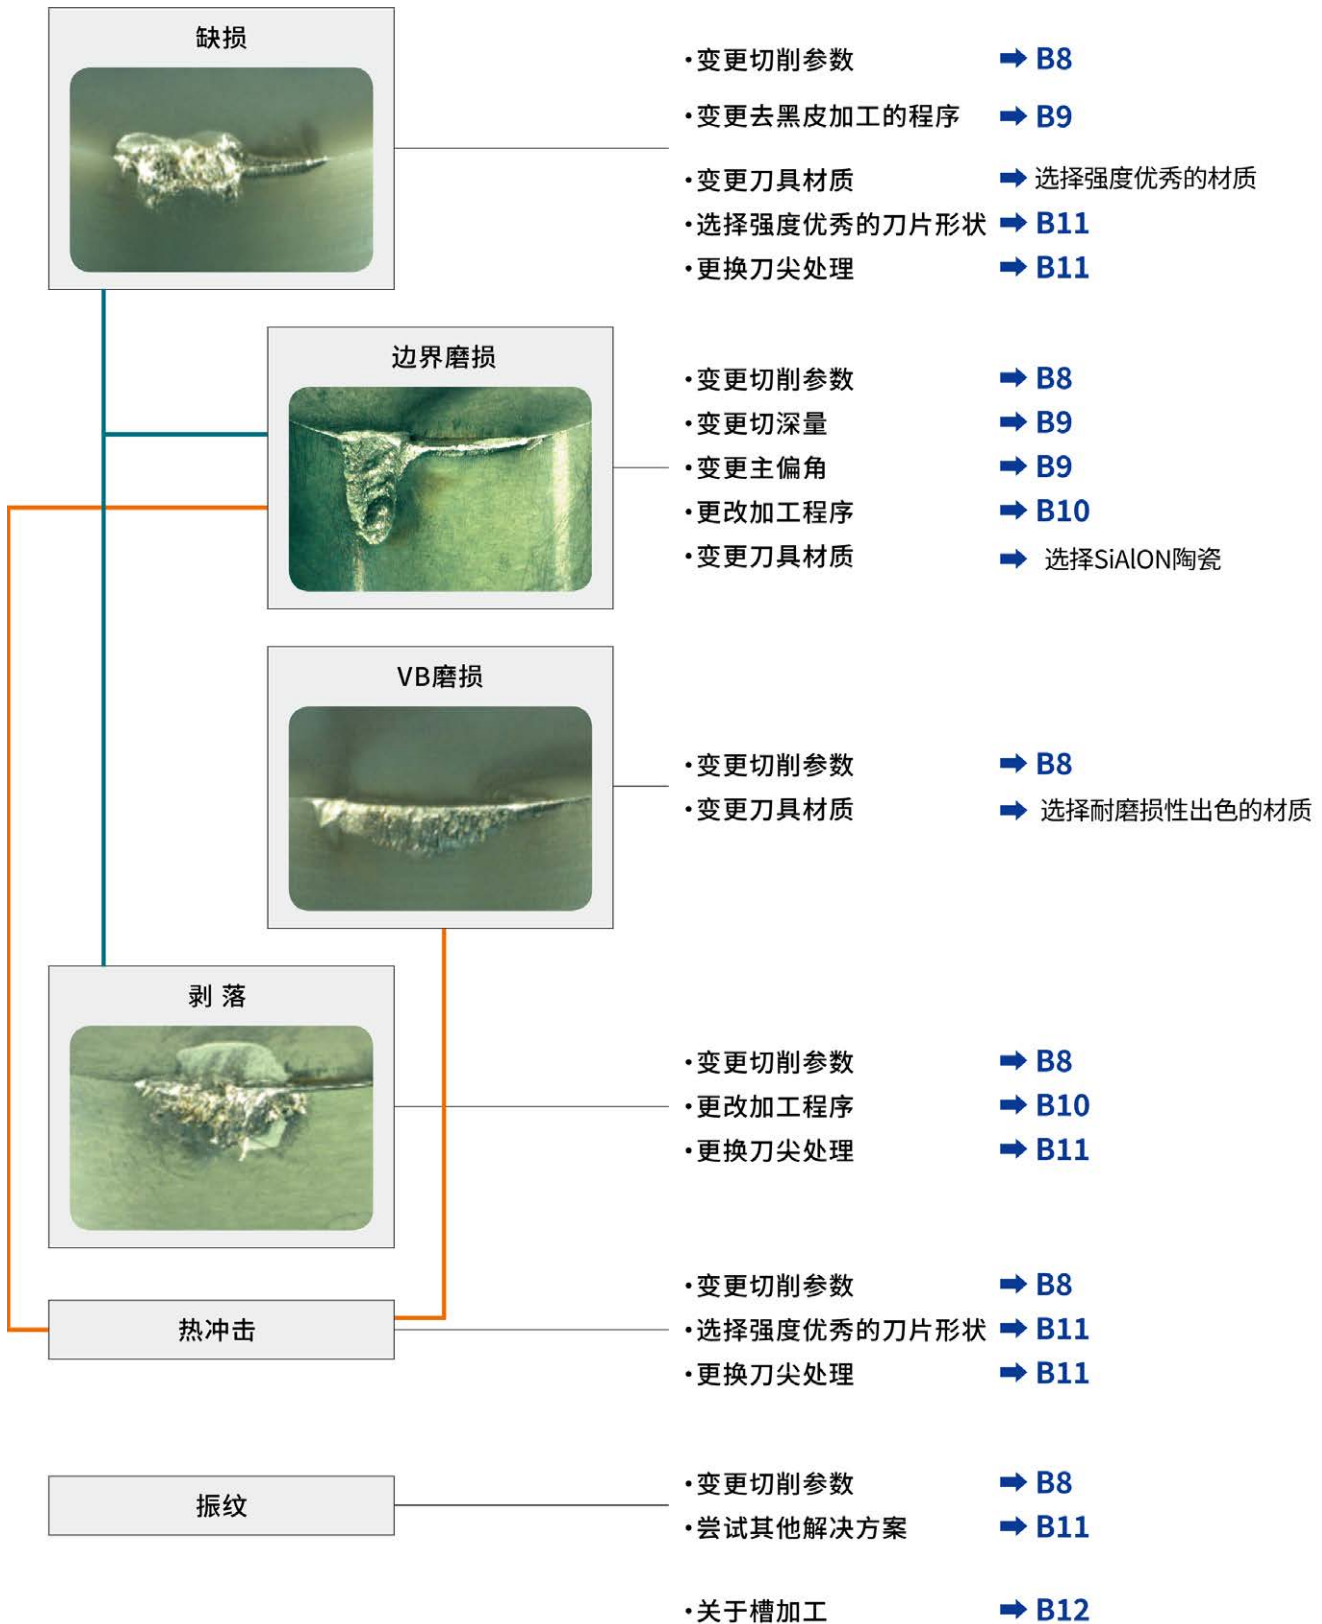 缺损
·变更切削参数 ➡ B8
·变更去黑皮加工的程序 ➡ B9
·变更刀具材质 ➡ 选择强度优秀的材质
·选择强度优秀的刀片形状 ➡ B11
·更换刀尖处理 ➡ B11
边界磨损
·变更切削参数 ➡ B8
·变更切深量 ➡ B9
·变更主偏角 ➡ B9
·更改加工程序 ➡ B10
·变更刀具材质 ➡ 选择SiAlON陶瓷
VB磨损
·变更切削参数 ➡ B8
·变更刀具材质 ➡ 选择耐磨损性出色的材质
剥 落
·变更切削参数 ➡ B8
·更改加工程序 ➡ B10
·更换刀尖处理 ➡ B11
热冲击
·变更切削参数 ➡ B8
·选择强度优秀的刀片形状 ➡ B11
·更换刀尖处理 ➡ B11
振纹
·变更切削参数 ➡ B8
·尝试其他解决方案 ➡ B11
·关于槽加工 ➡ B12